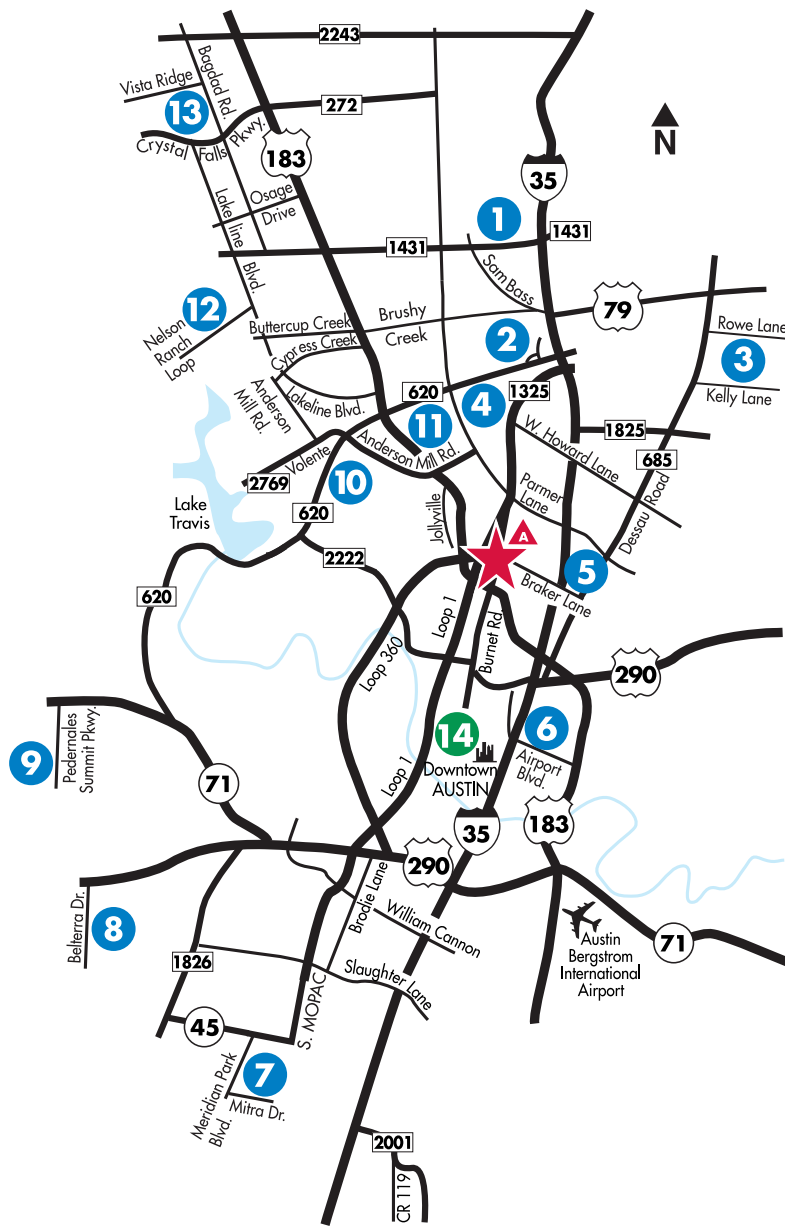 2243
Bagdad Rd.
Vista Ridge
13
272
Pkwy.
Crystal
Falls
183
N
35
Osage
Drive
Lake line Blvd.
1
1431
1431
Sam Bass
79
12
Nelson
Ranch
Loop
Buttercup Creek
Brushy
Creek
Rowe Lane
2
3
Cypress Creek
Kelly Lane
Anderson
Mill Rd.
Lakeline Blvd.
620
4
1325
11
W. Howard Lane
1825
Volente
Anderson Mill Rd.
685
2769
10
Parmer
Lane
Dessau Road
Lake
Travis
620
Jollyville
A
2222
5
Braker Lane
620
Loop 1
Loop 360
Burnet Rd.
290
Pedernales
Summit Pkwy.
9
14
6
Airport
Blvd.
71
Downtown
AUSTIN
Loop 1
35
183
290
Brodie Lane
Belterra Dr.
8
William Cannon
1826
Slaughter Lane
71
Austin
Bergstrom
International
Airport
S. MOPAC
45
7
Meridian Park
Blvd.
Mitra Dr.
2001
CR 119